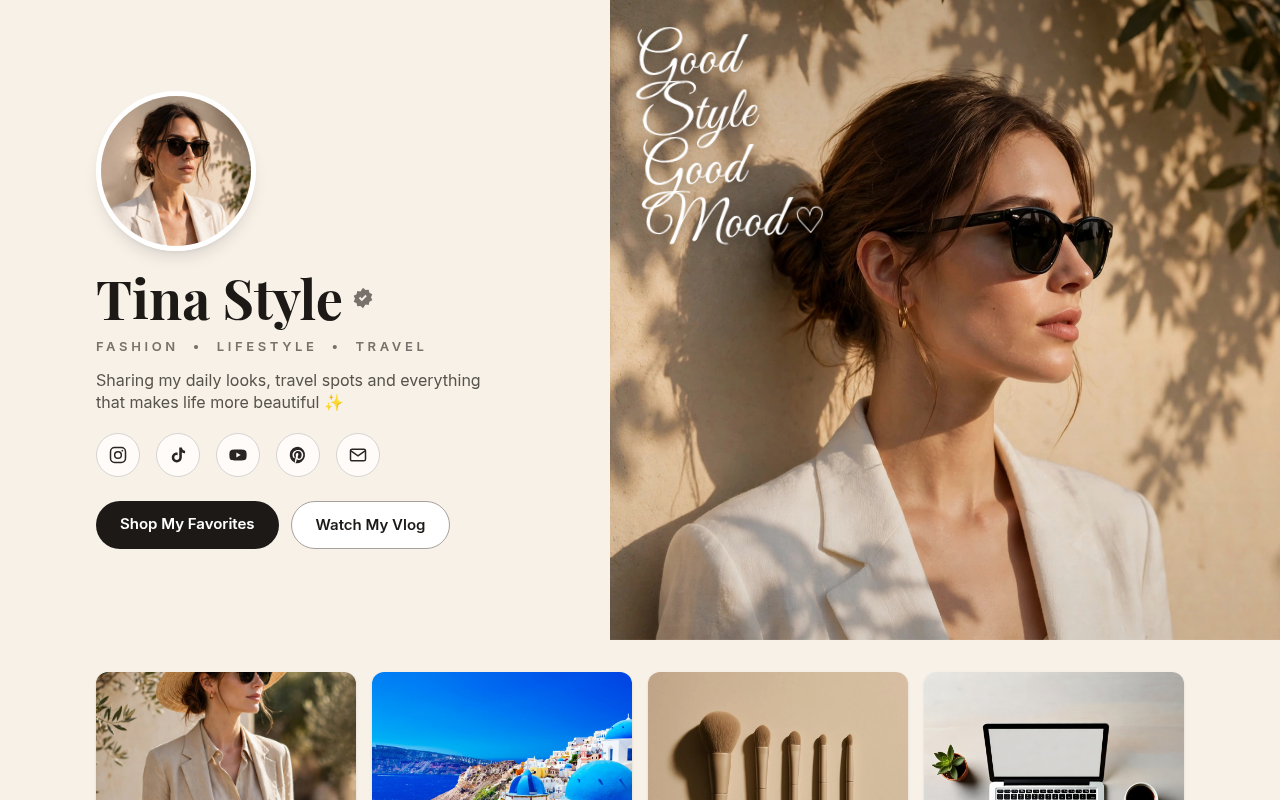 Good
Style
Good
Mood♡
Tina Style
FASHION • LIFESTYLE • TRAVEL
Sharing my daily looks, travel spots and everything
that makes life more beautiful ✨
Shop My Favorites
Watch My Vlog